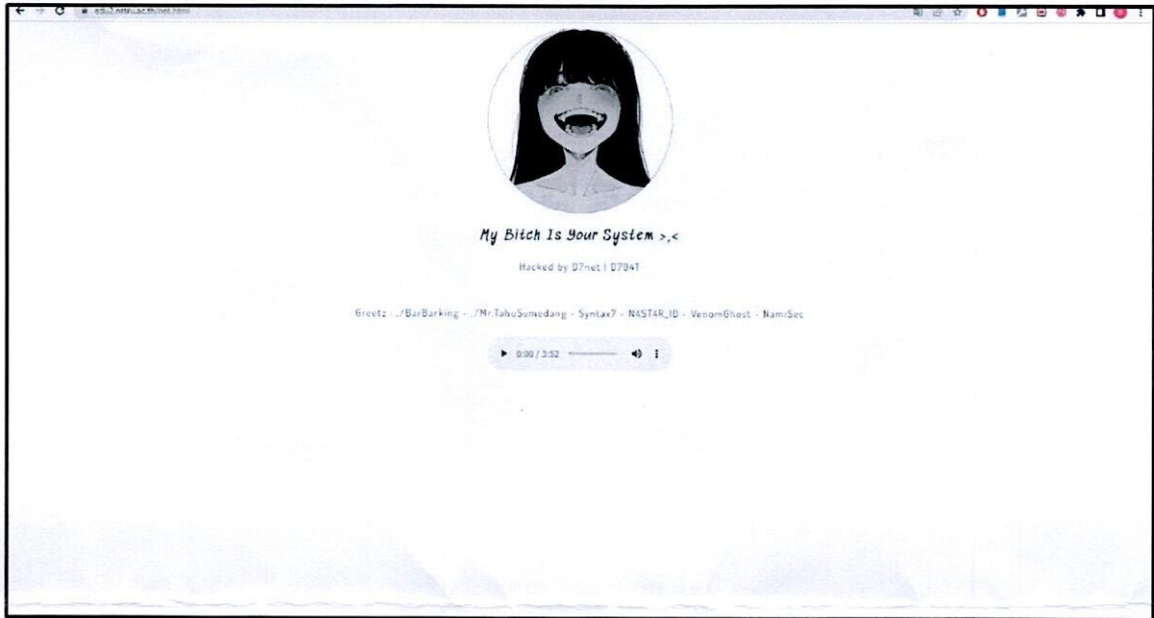 My Bitch Is Your System >,<
Hacked by D7net | D704T
Greetz : ./BarBarking - ./Mr.TahuSumedang - Syntax7 - N4ST4R_ID - VenomGhost - NamiSec
0:00 / 3:52